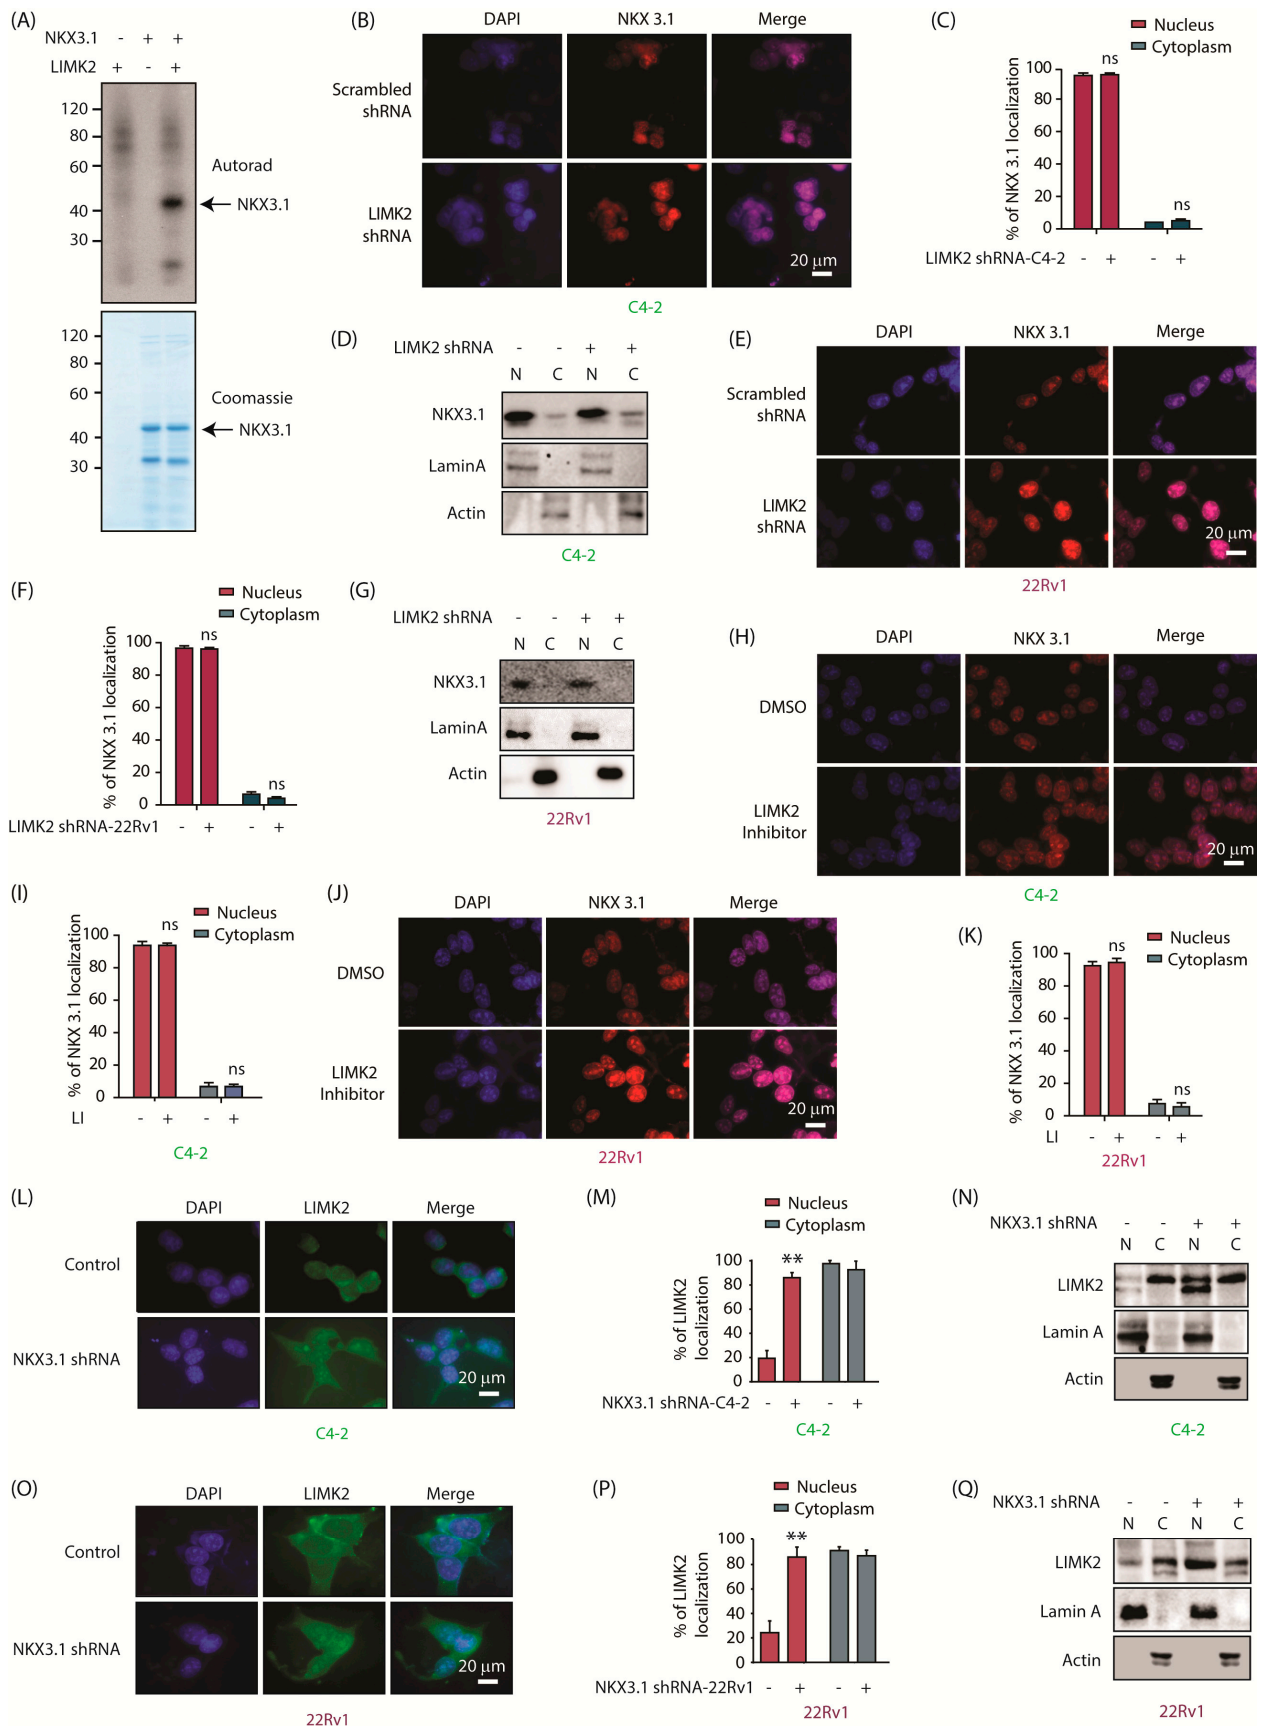 (A)
NKX3.1 - + +
LIMK2 + - +
120
80
60
40
30
Autorad
NKX3.1
120
80
60
40
30
Coomassie
NKX3.1
(B)
DAPI NKX 3.1 Merge
Scrambled
shRNA
LIMK2
shRNA
20 μm
C4-2
(C)
Nucleus
Cytoplasm
% of NKX 3.1 localization
100
80
60
40
20
0
ns
ns
LIMK2 shRNA-C4-2 - + - +
(D)
LIMK2 shRNA - - + +
N C N C
NKX3.1
LaminA
Actin
C4-2
(E)
DAPI NKX 3.1 Merge
Scrambled
shRNA
LIMK2
shRNA
20 μm
22Rv1
(F)
Nucleus
Cytoplasm
% of NKX 3.1 localization
100
80
60
40
20
0
ns
ns
LIMK2 shRNA-22Rv1 - + - +
(G)
LIMK2 shRNA - - + +
N C N C
NKX3.1
LaminA
Actin
22Rv1
(H)
DAPI NKX 3.1 Merge
DMSO
LIMK2
Inhibitor
20 μm
C4-2
(I)
Nucleus
Cytoplasm
% of NKX 3.1 localization
100
80
60
40
20
0
ns
ns
LI - + - +
C4-2
(J)
DAPI NKX 3.1 Merge
DMSO
LIMK2
Inhibitor
20 μm
22Rv1
(K)
Nucleus
Cytoplasm
% of NKX 3.1 localization
100
80
60
40
20
0
ns
ns
LI - + - +
22Rv1
(L)
DAPI LIMK2 Merge
Control
NKX3.1 shRNA
20 μm
C4-2
(M)
Nucleus
Cytoplasm
% of LIMK2
localization
100
80
60
40
20
0
**
NKX3.1 shRNA-C4-2 - + - +
C4-2
(N)
NKX3.1 shRNA - - + +
N C N C
LIMK2
Lamin A
Actin
C4-2
(O)
DAPI LIMK2 Merge
Control
NKX3.1 shRNA
20 μm
22Rv1
(P)
Nucleus
Cytoplasm
% of LIMK2
localization
100
80
60
40
20
0
**
NKX3.1 shRNA-22Rv1 - + - +
22Rv1
(Q)
NKX3.1 shRNA - - + +
N C N C
LIMK2
Lamin A
Actin
22Rv1